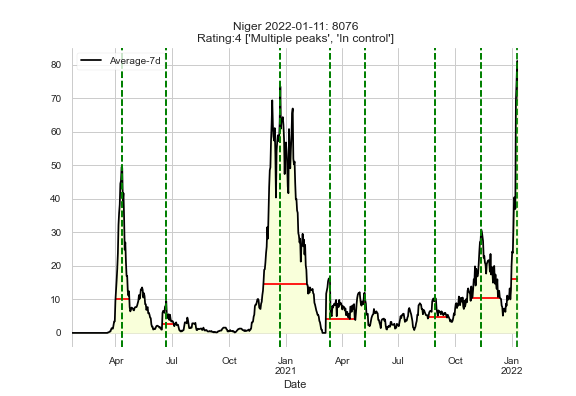 Niger 2022-01-11: 8076
Rating:4 ['Multiple peaks', 'In control']
Average-7d
80
70
60
50
40
30
20
10
0
Apr Jul Oct Jan Apr Jul Oct Jan
2021 2022
Date